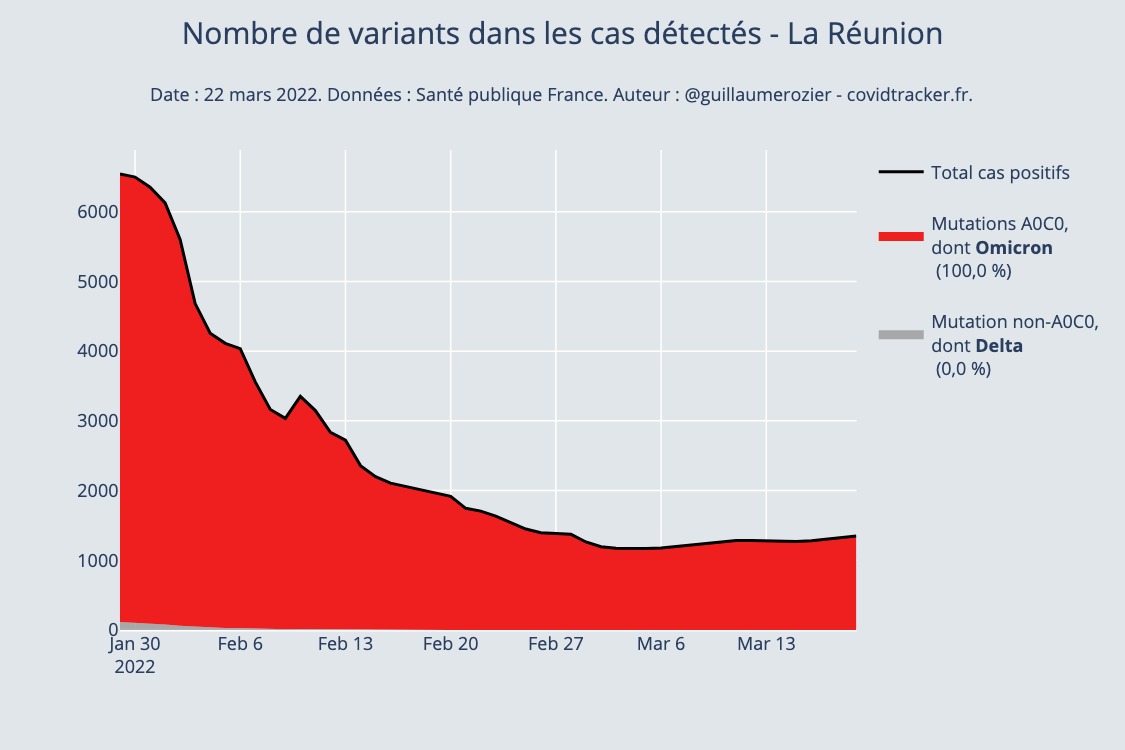 Nombre de variants dans les cas détectés - La Réunion
Date : 22 mars 2022. Données : Santé publique France. Auteur : @guillaumerozier - covidtracker.fr.
Total cas positifs
Mutations A0C0,
dont Omicron
(100,0 %)
Mutation non-A0C0,
dont Delta
(0,0 %)
6000
5000
4000
3000
2000
1000
0
Jan 30
2022
Feb 6
Feb 13
Feb 20
Feb 27
Mar 6
Mar 13